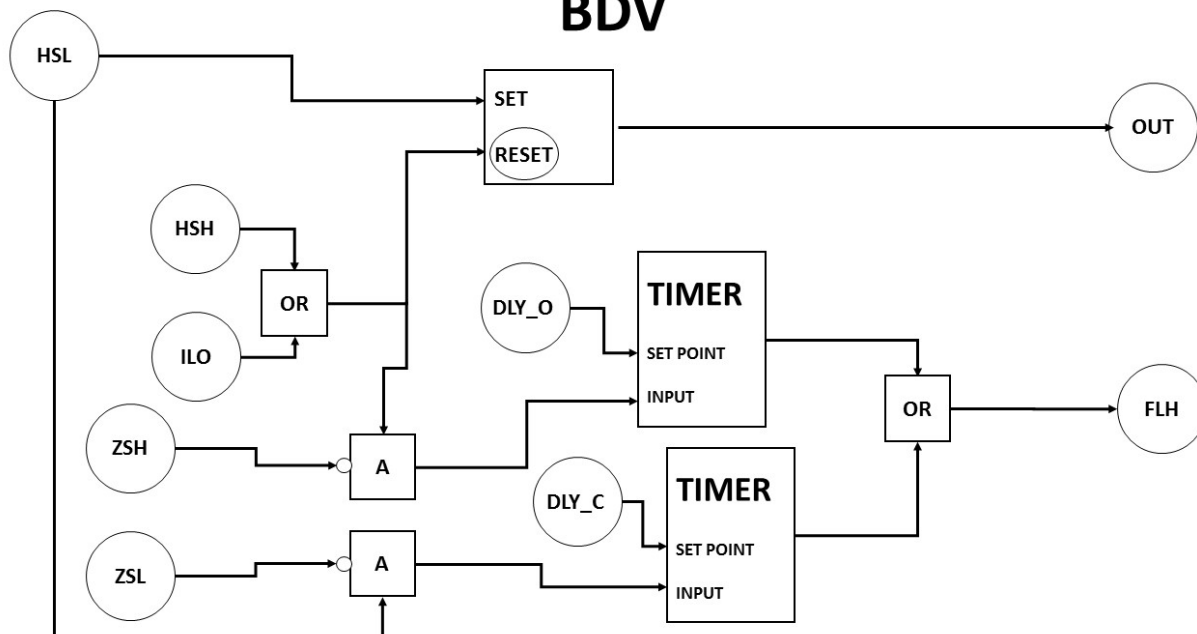 BDV
HSL
SET
RESET
OUT
HSH
OR
ILO
DLY_O
TIMER
SET POINT
INPUT
OR
FLH
ZSH
A
DLY_C
TIMER
SET POINT
INPUT
ZSL
A